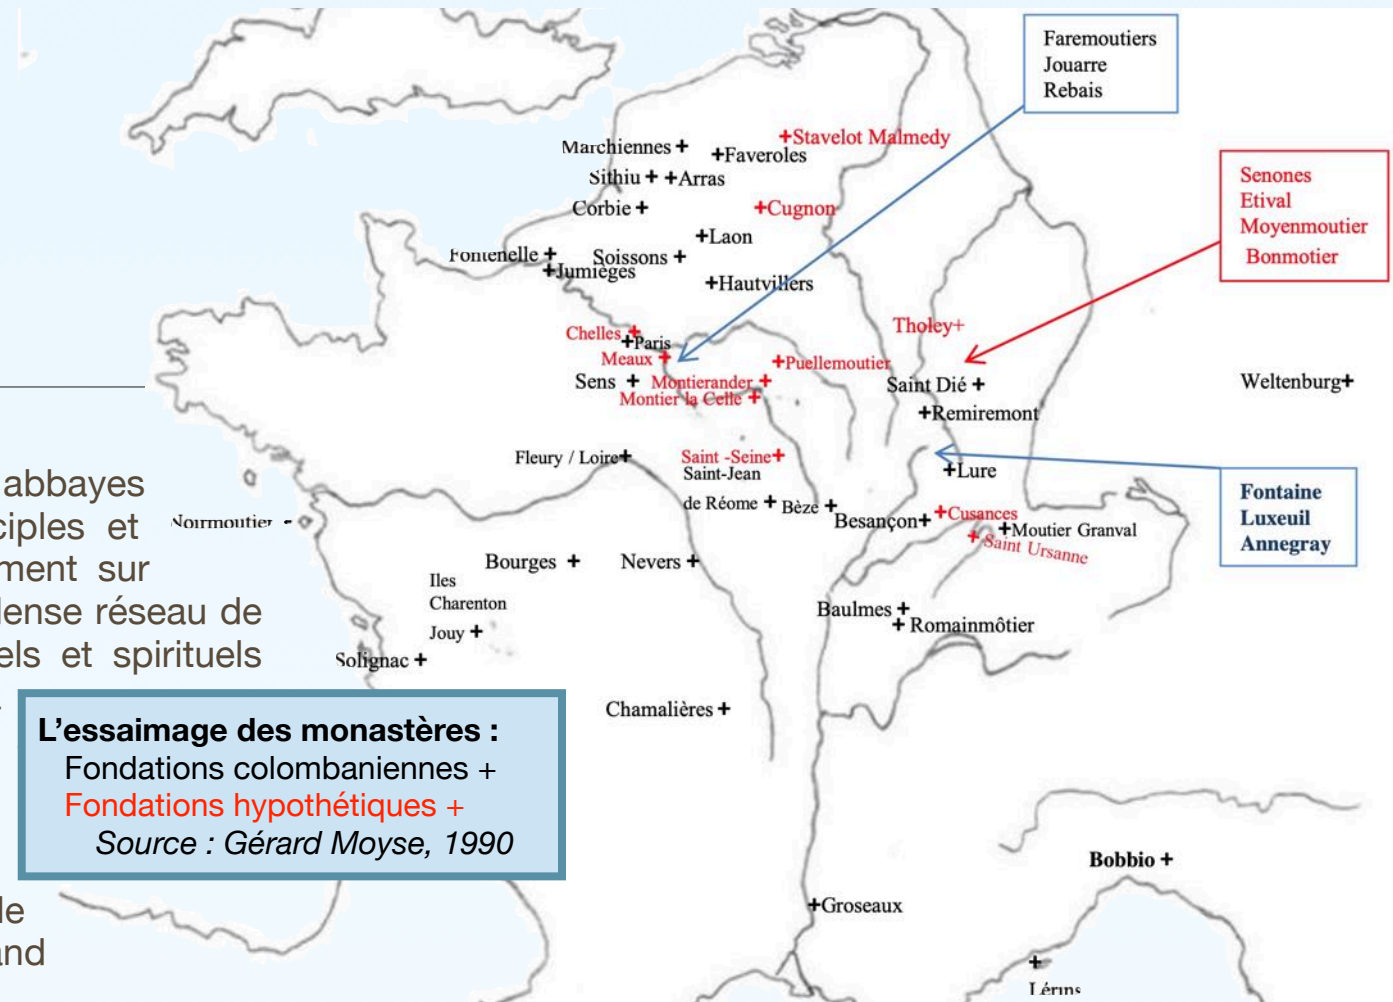 Faremoutiers
Jouarre
Rebais
+Stavelot Malmedy
Marchiennes +
+Faveroles
Sithiu + +Arras
Senones
Etival
Moyenmoutier
Bonmotier
Corbie +
+Cugnon
+Laon
Fontenelle +
Soissons +
+Jumièges
+Hautvillers
Tholey+
Chelles +
+Paris
Meaux +
+Puellemoutier
Sens +
Montierander +
Saint Dié +
Weltenburg+
Montier la Celle +
+Remiremont
Fleury / Loire+
Saint -Seine+
Saint-Jean
de Réome +
+Lure
abbayes
ciples et
ment sur
dense réseau de
els et spirituels
Noirmoutier -
Bèze +
Besançon+
+Cusances
+Moutier Granval
+ Saint Ursanne
Fontaine
Luxeuil
Annegray
Bourges +
Nevers +
Iles
Charenton
Jouy +
Baulmes +
+ Romainmôtier
Solignac +
Chamalières +
L'essaimage des monastères :
Fondations colombaniennes +
Fondations hypothétiques +
Source : Gérard Moyse, 1990
Bobbio +
de
and
+Groseaux
+
Lérins